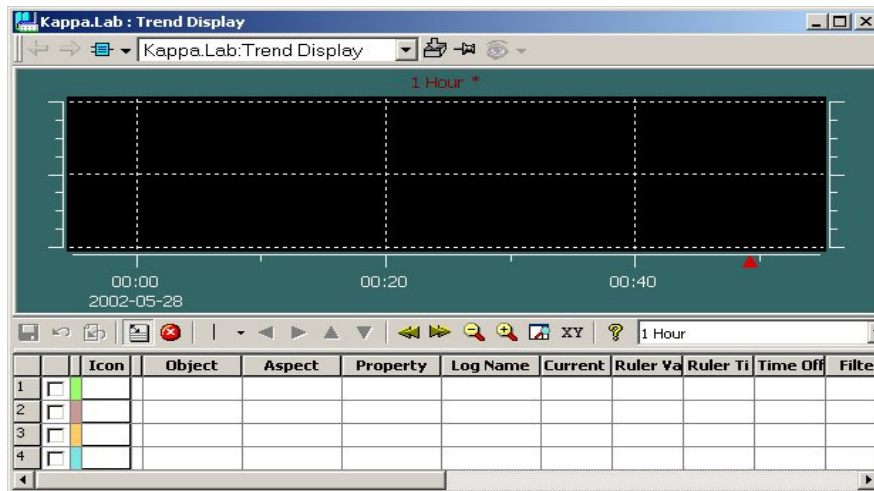 Kappa.Lab : Trend Display
Kappa.Lab:Trend Display
1 Hour *
00:00 00:20 00:40
2002-05-28
XY ? 1 Hour
Icon Object Aspect Property Log Name Current Ruler Va Ruler Ti Time Off Filte
1
2
3
4